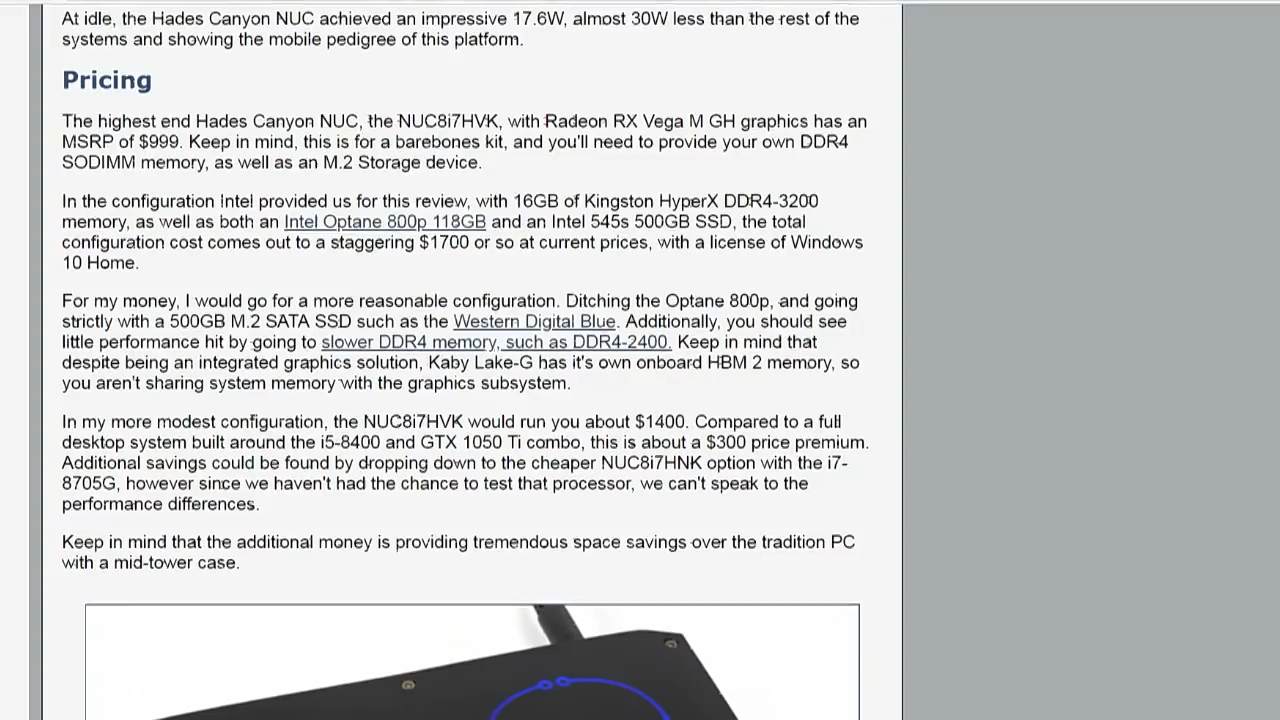 At idle, the Hades Canyon NUC achieved an impressive 17.6W, almost 30W less than the rest of the
systems and showing the mobile pedigree of this platform.
Pricing
The highest end Hades Canyon NUC, the NUC8i7HVK, with Radeon RX Vega M GH graphics has an
MSRP of $999. Keep in mind, this is for a barebones kit, and you'll need to provide your own DDR4
SODIMM memory, as well as an M.2 Storage device.
In the configuration Intel provided us for this review, with 16GB of Kingston HyperX DDR4-3200
memory, as well as both an Intel Optane 800p 118GB and an Intel 545s 500GB SSD, the total
configuration cost comes out to a staggering $1700 or so at current prices, with a license of Windows
10 Home.
For my money, I would go for a more reasonable configuration. Ditching the Optane 800p, and going
strictly with a 500GB M.2 SATA SSD such as the Western Digital Blue. Additionally, you should see
little performance hit by going to slower DDR4 memory, such as DDR4-2400. Keep in mind that
despite being an integrated graphics solution, Kaby Lake-G has it's own onboard HBM 2 memory, so
you aren't sharing system memory with the graphics subsystem.
In my more modest configuration, the NUC8i7HVK would run you about $1400. Compared to a full
desktop system built around the i5-8400 and GTX 1050 Ti combo, this is about a $300 price premium.
Additional savings could be found by dropping down to the cheaper NUC8i7HNK option with the i7-
8705G, however since we haven't had the chance to test that processor, we can't speak to the
performance differences.
Keep in mind that the additional money is providing tremendous space savings over the tradition PC
with a mid-tower case.